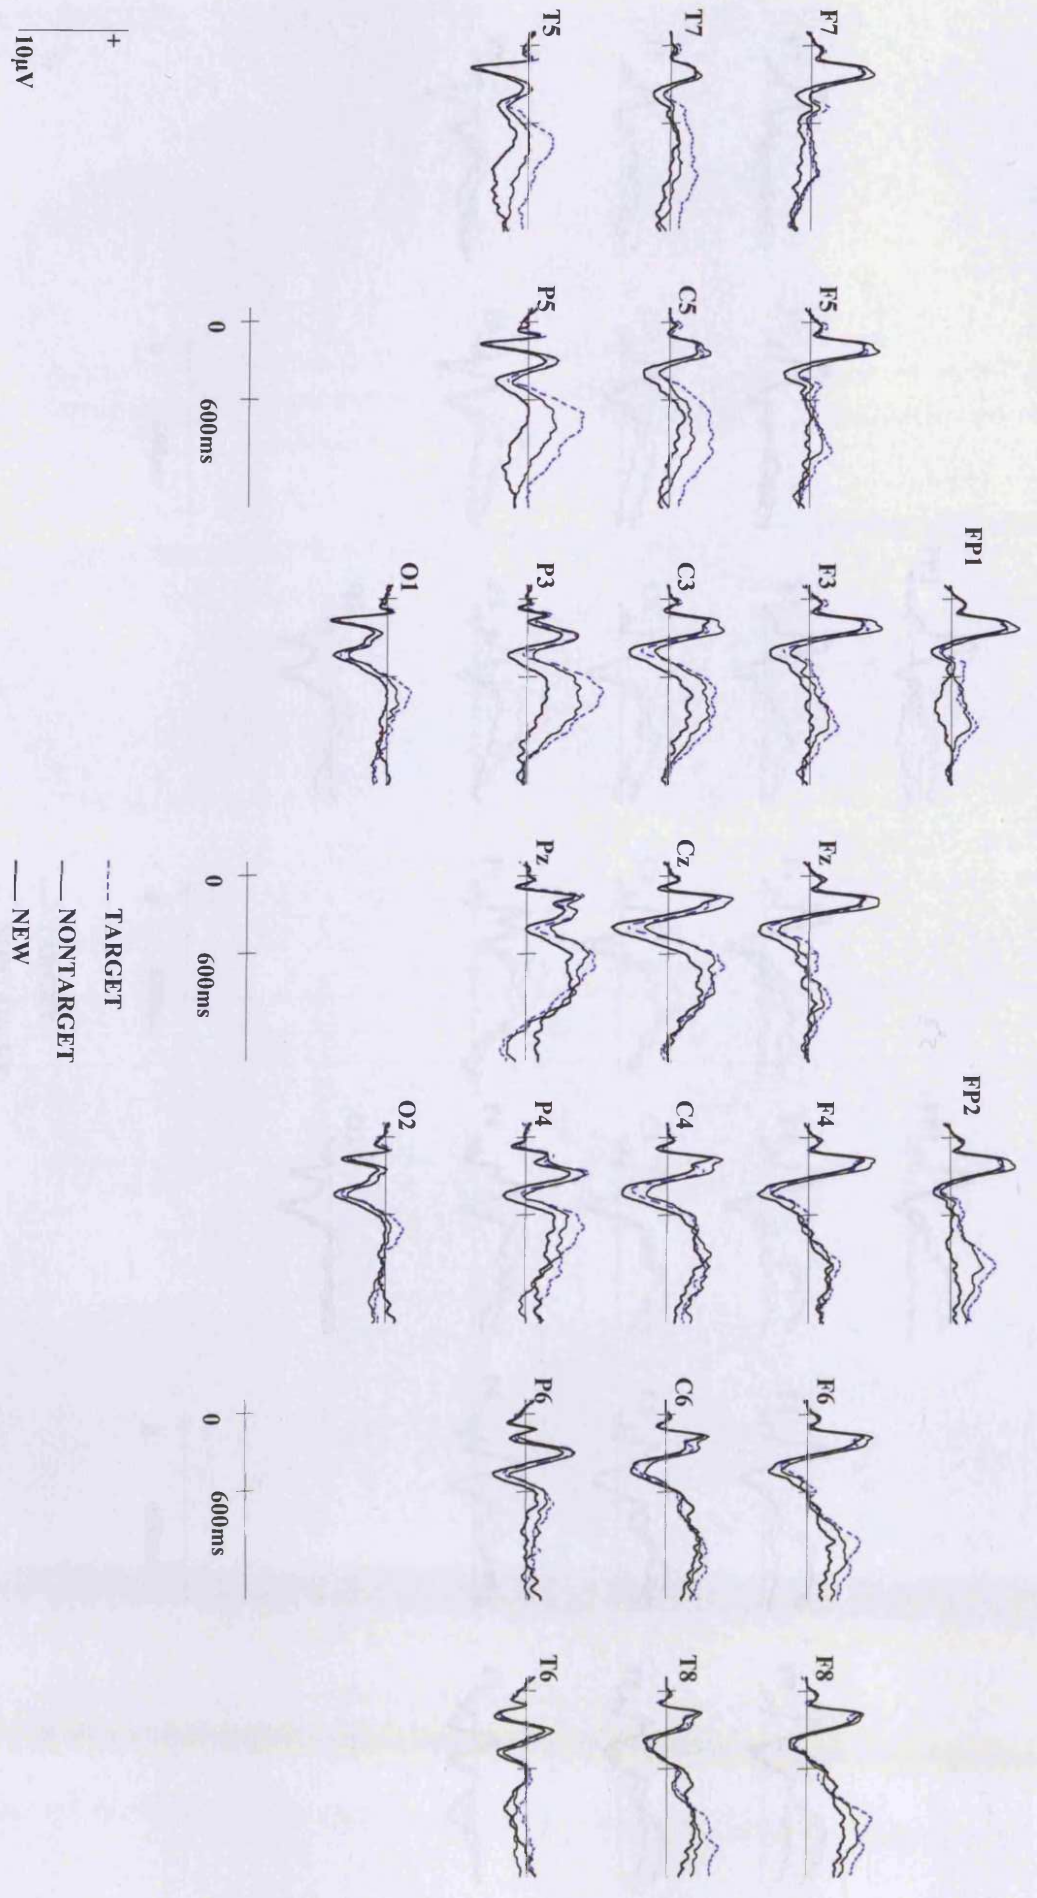 FP1 FP2
F7 F5 F3 Fz F4 F6 F8
T7 C5 C3 Cz C4 C6 T8
T5 P5 P3 Pz P4 P6 T6
O1 O2
0 600ms 0 600ms 0 600ms
+
10µV
TARGET
NONTARGET
NEW